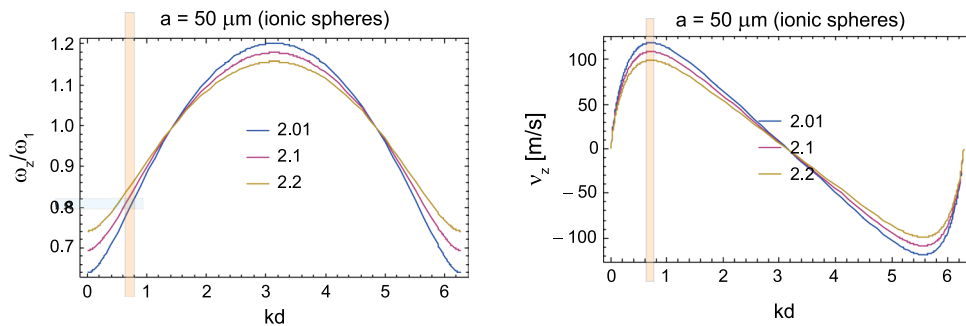 a = 50 μm (ionic spheres)
1.2
1.1
1.0
0.9
0.8
0.7
ω_z/ω_1
2.01
2.1
2.2
0 1 2 3 4 5 6
kd
a = 50 μm (ionic spheres)
100
50
0
–
– 100
ν_z [m/s]
2.01
2.1
2.2
0 1 2 3 4 5 6
kd